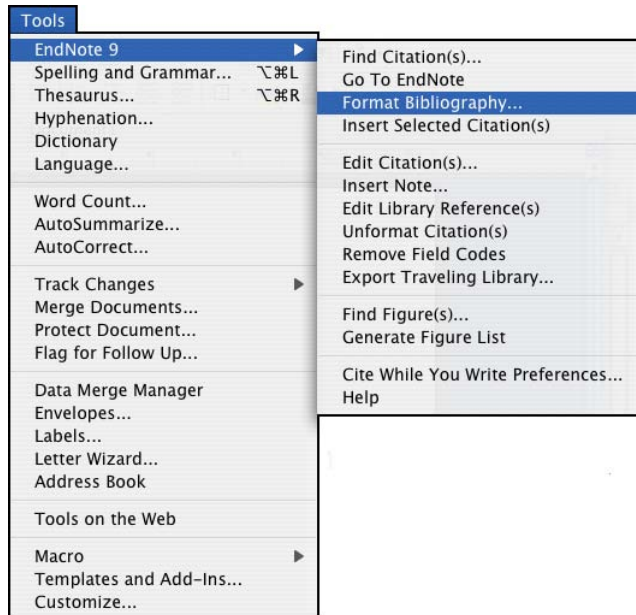 Tools
EndNote 9
Spelling and Grammar... ⌥⌘L
Thesaurus... ⌥⌘R
Hyphenation...
Dictionary
Language...
Word Count...
AutoSummarize...
AutoCorrect...
Track Changes
Merge Documents...
Protect Document...
Flag for Follow Up...
Data Merge Manager
Envelopes...
Labels...
Letter Wizard...
Address Book
Tools on the Web
Macro
Templates and Add-Ins...
Customize...
Find Citation(s)...
Go To EndNote
Format Bibliography...
Insert Selected Citation(s)
Edit Citation(s)...
Insert Note...
Edit Library Reference(s)
Unformat Citation(s)
Remove Field Codes
Export Traveling Library...
Find Figure(s)...
Generate Figure List
Cite While You Write Preferences...
Help